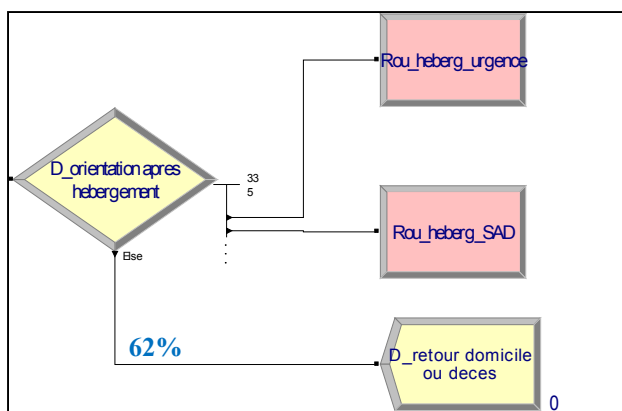 Rou_heberg_urgence
D_orientation apres
hebergement
33
5
Rou_heberg_SAD
Else
62%
D_retour domicile
ou deces
0